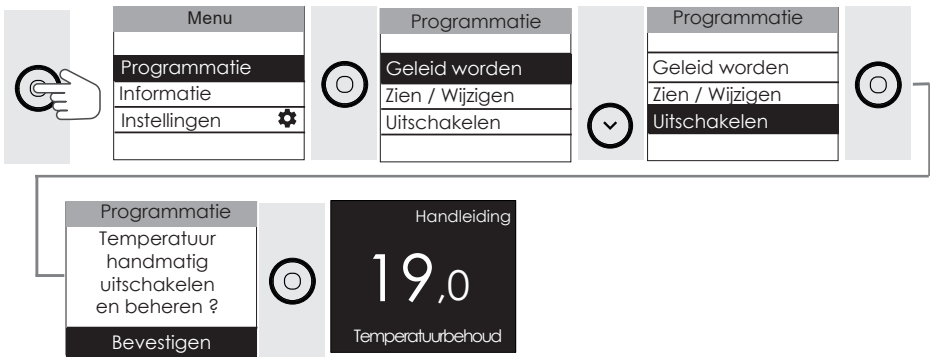 Menu
Programmatie
Informatie
Instellingen
Programmatie
Geleid worden
Zien / Wijzigen
Uitschakelen
Programmatie
Geleid worden
Zien / Wijzigen
Uitschakelen
Programmatie
Temperatuur
handmatig
uitschakelen
en beheren ?
Bevestigen
Handleiding
19,0
Temperatuurbehoud